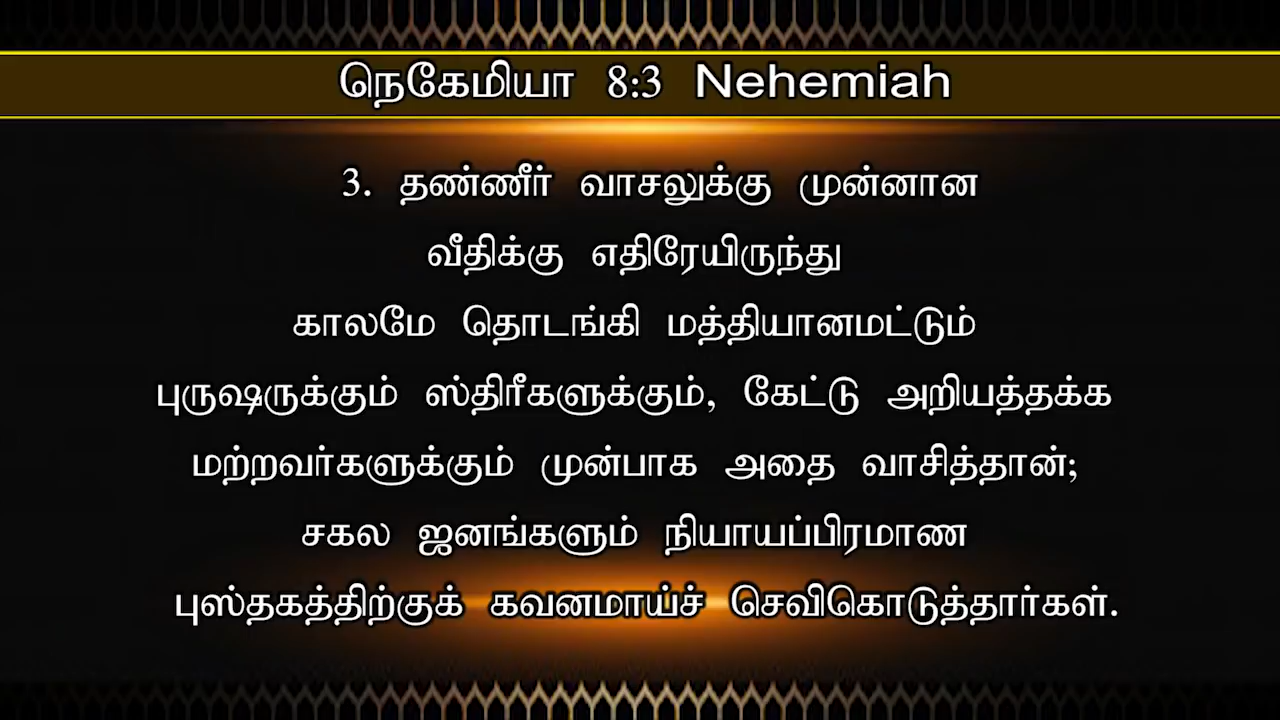 நெகேமியா 8:3 Nehemiah
3. தண்ணீர் வாசலுக்கு முன்னான
வீதிக்கு எதிரேயிருந்து
காலமே தொடங்கி மத்தியானமட்டும்
புருஷருக்கும் ஸ்திரீகளுக்கும், கேட்டு அறியத்தக்க
மற்றவர்களுக்கும் முன்பாக அதை வாசித்தான்;
சகல ஜனங்களும் நியாயப்பிரமாண
புஸ்தகத்திற்குக் கவனமாய்ச் செவிகொடுத்தார்கள்.